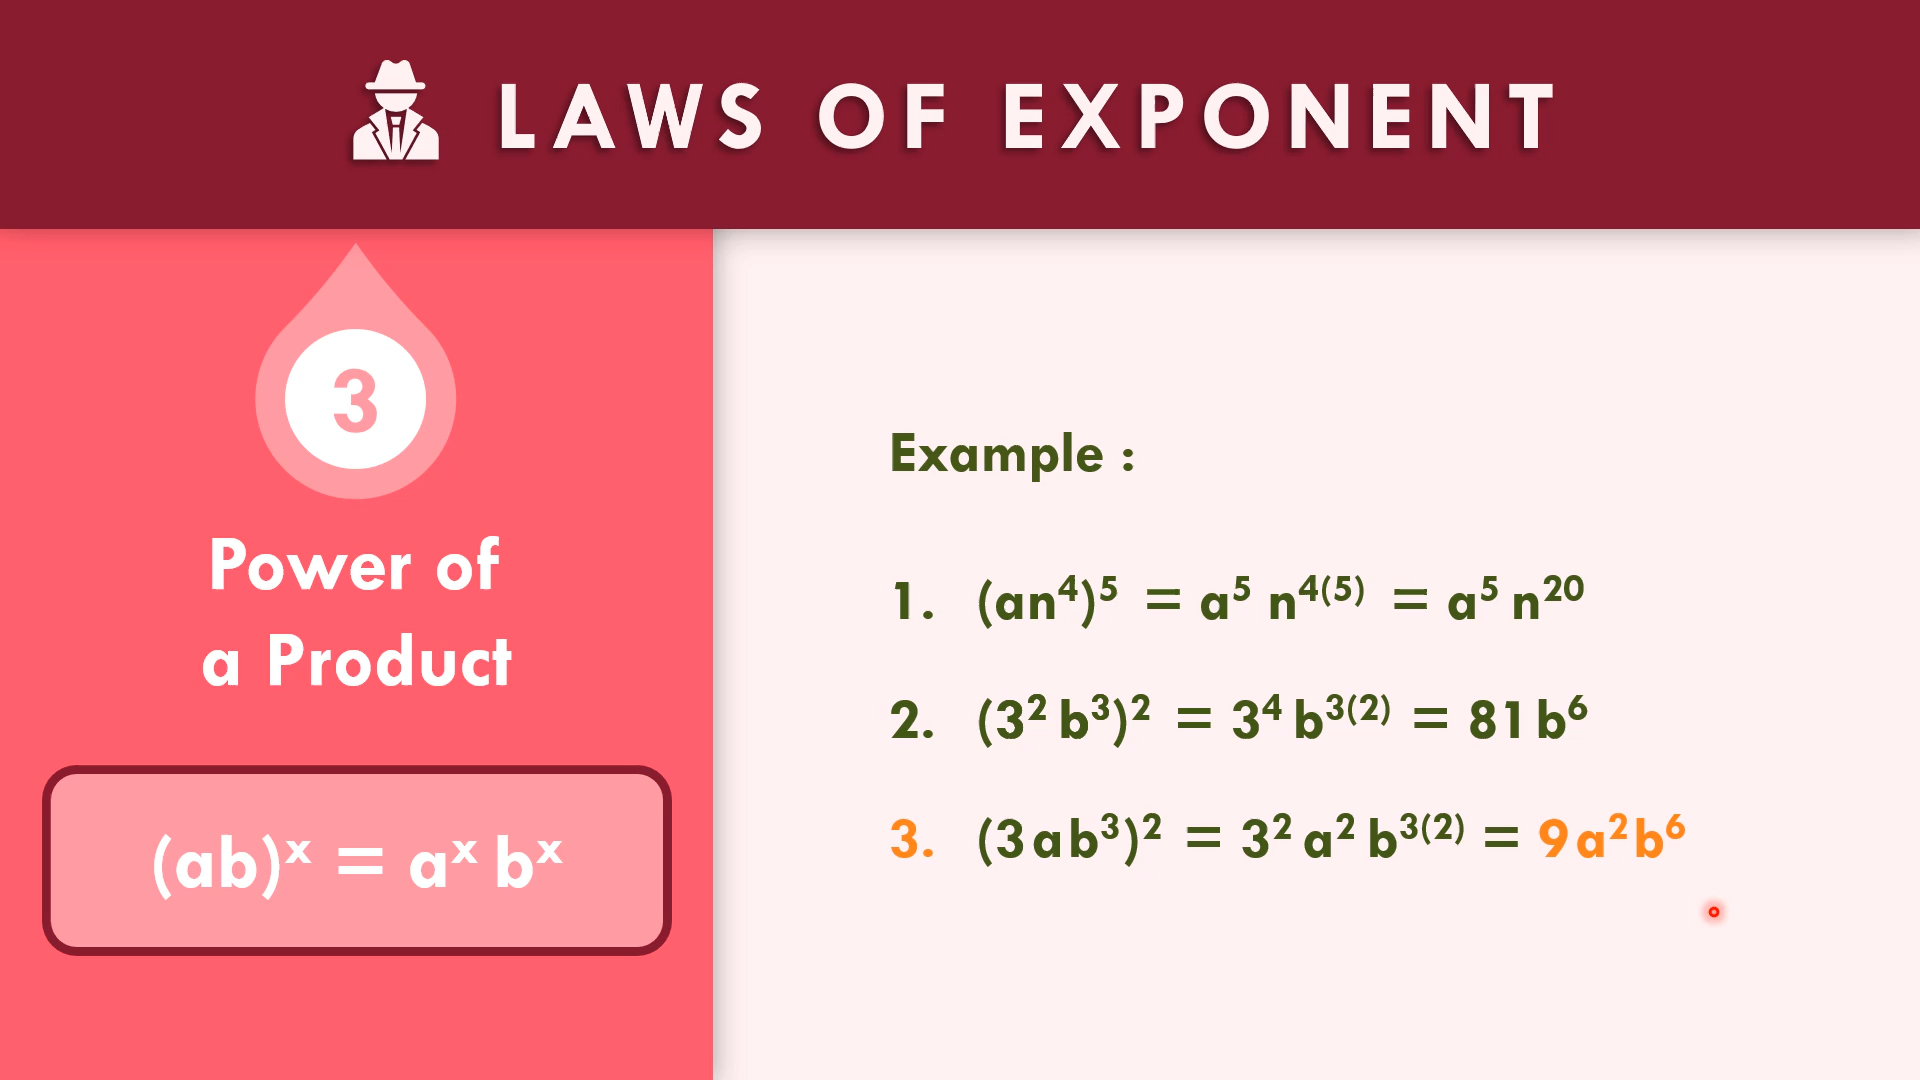 LAWS OF EXPONENT
3
Power of
a Product
(ab)ˣ = aˣ bˣ
Example :
1. (an⁴)⁵ = a⁵ n⁴⁽⁵⁾ = a⁵ n²⁰
2. (3² b³)² = 3⁴ b³⁽²⁾ = 81 b⁶
3. (3 ab³)² = 3² a² b³⁽²⁾ = 9 a² b⁶